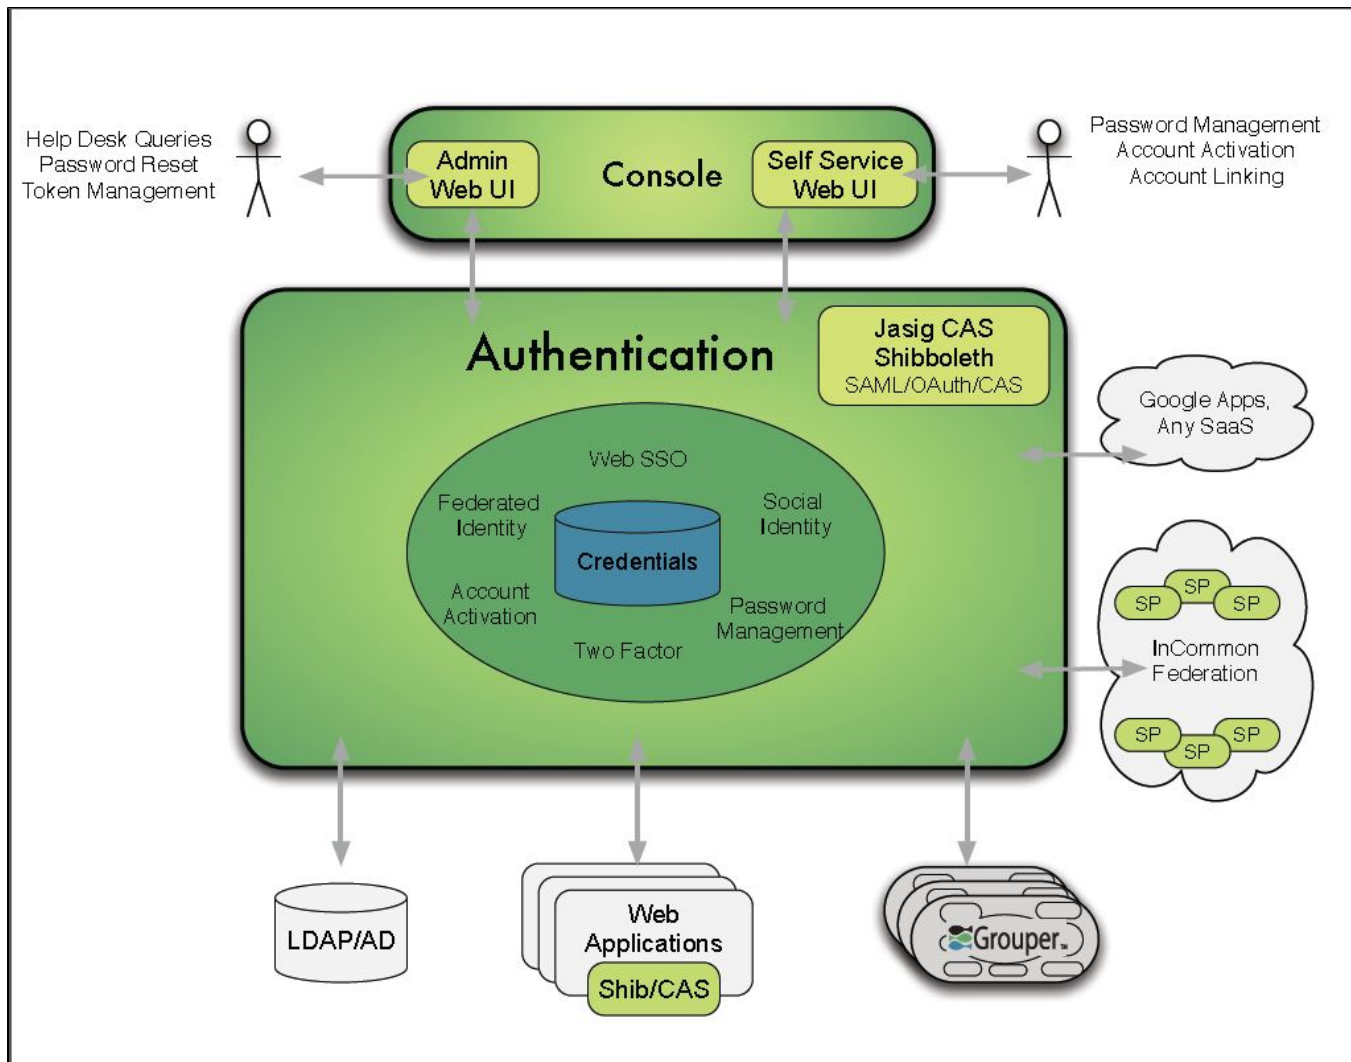 Help Desk Queries
Password Reset
Token Management
Admin
Web UI
Console
Self Service
Web UI
Password Management
Account Activation
Account Linking
Authentication
Jasig CAS
Shibboleth
SAML/OAuth/CAS
Google Apps,
Any SaaS
Web SSO
Federated
Identity
Social
Identity
Credentials
Account
Activation
Password
Management
Two Factor
SP
SP
SP
InCommon
Federation
SP
SP
SP
LDAP/AD
Web
Applications
Shib/CAS
Grouper™